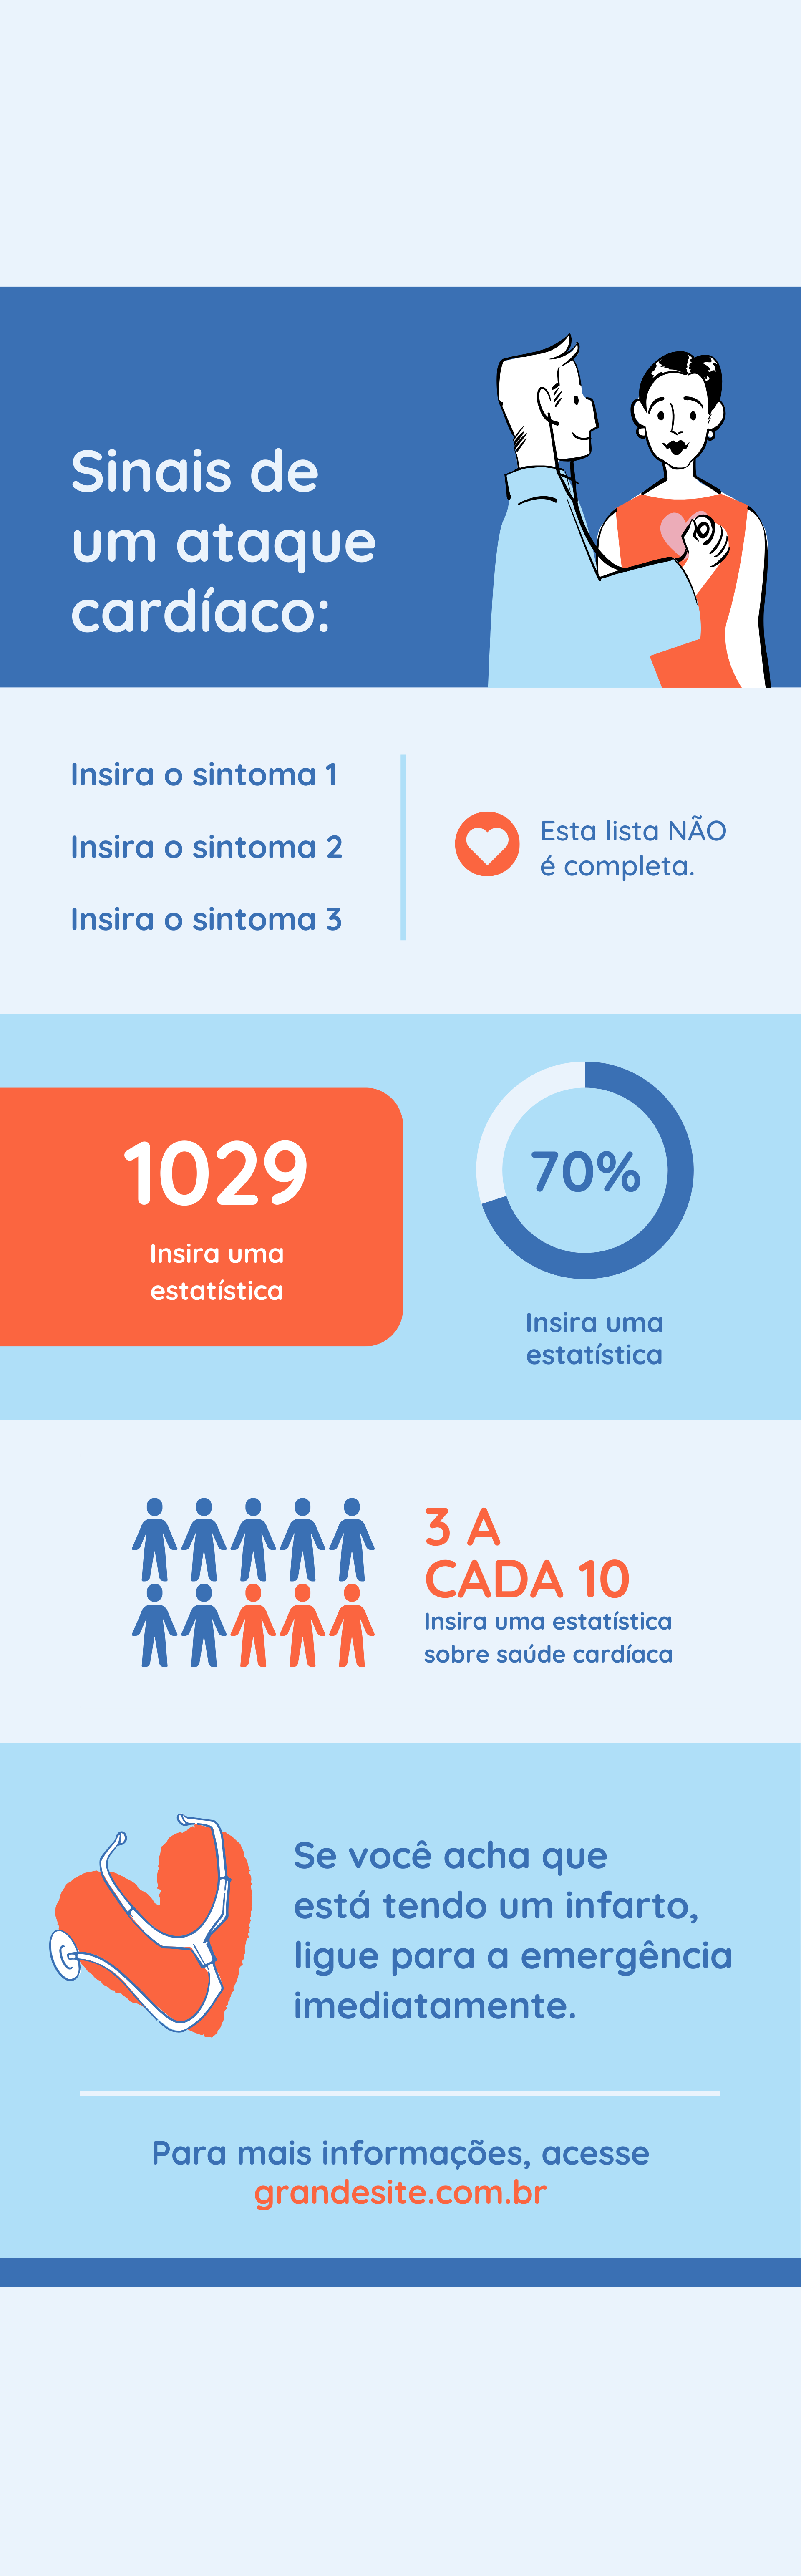 Sinais de
um ataque
cardíaco:
Insira o sintoma 1
Insira o sintoma 2
Insira o sintoma 3
Esta lista NÃO
é completa.
1029
Insira uma
estatística
70%
Insira uma
estatística
3 A
CADA 10
Insira uma estatística
sobre saúde cardíaca
Se você acha que
está tendo um infarto,
ligue para a emergência
imediatamente.
Para mais informações, acesse
grandesite.com.br